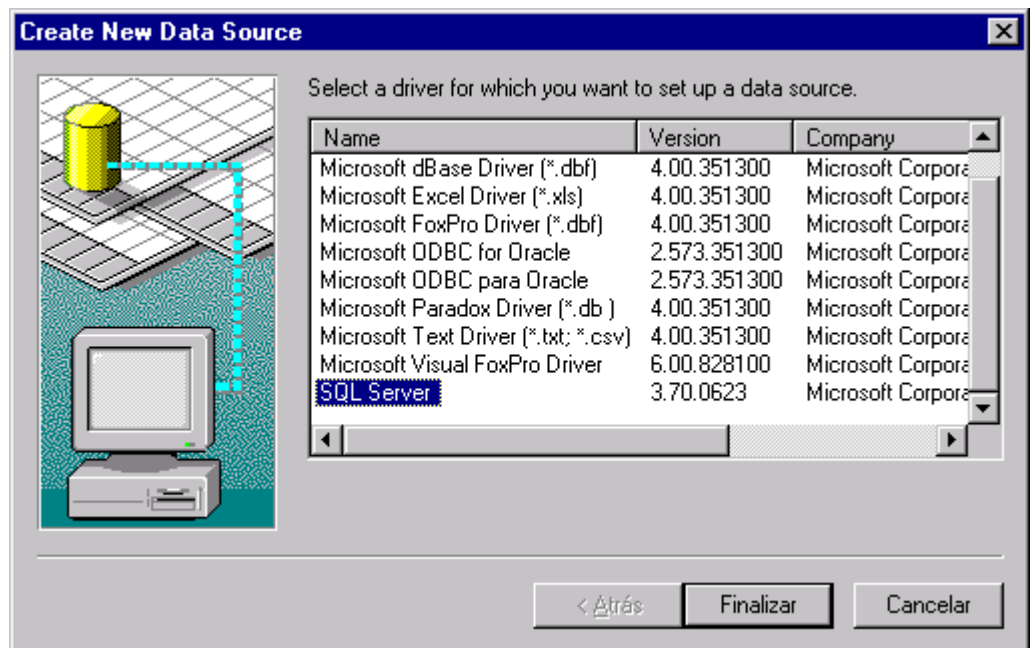 Create New Data Source
Select a driver for which you want to set up a data source.
Name Version Company
Microsoft dBase Driver (*.dbf) 4.00.351300 Microsoft Corpora
Microsoft Excel Driver (*.xls) 4.00.351300 Microsoft Corpora
Microsoft FoxPro Driver (*.dbf) 4.00.351300 Microsoft Corpora
Microsoft ODBC for Oracle 2.573.351300 Microsoft Corpora
Microsoft ODBC para Oracle 2.573.351300 Microsoft Corpora
Microsoft Paradox Driver (*.db ) 4.00.351300 Microsoft Corpora
Microsoft Text Driver (*.txt; *.csv) 4.00.351300 Microsoft Corpora
Microsoft Visual FoxPro Driver 6.00.828100 Microsoft Corpora
SQL Server 3.70.0623 Microsoft Corpora
< Atrás Finalizar Cancelar